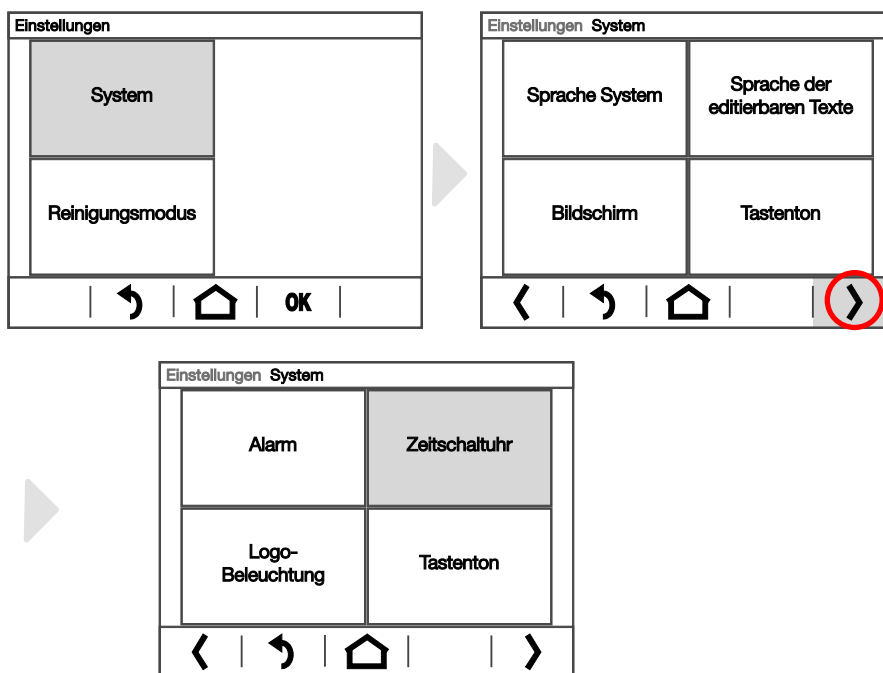 Einstellungen
System
Reinigungsmodus
OK
Einstellungen System
Sprache System
Sprache der
editierbaren Texte
Bildschirm
Tastenton
Einstellungen System
Alarm
Zeitschaltuhr
Logo-
Beleuchtung
Tastenton